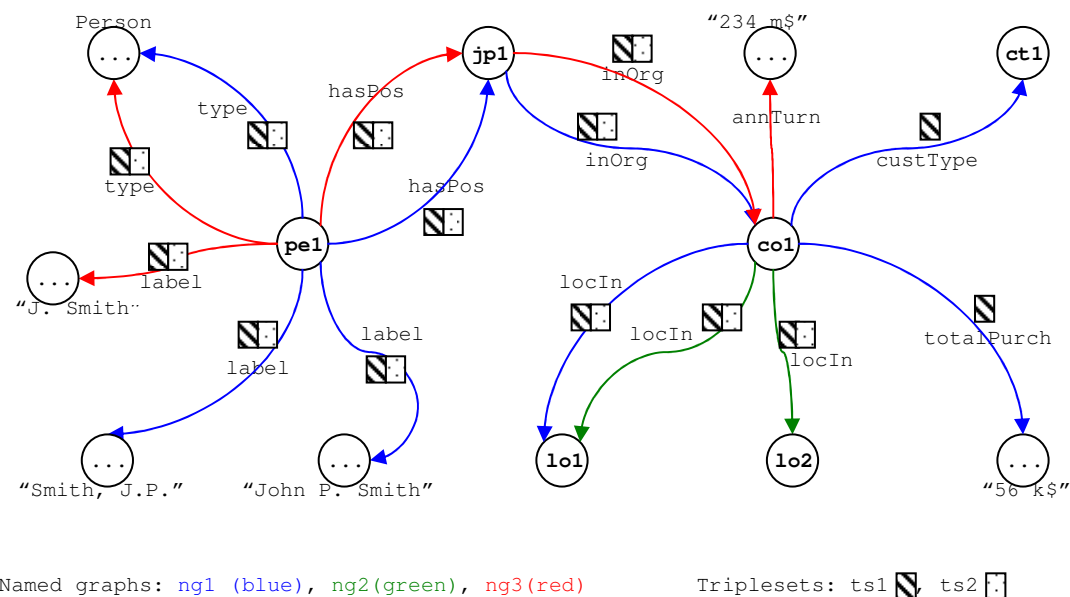 Person
“234 m$”
...
jp1
...
ct1
inOrg
hasPos
type
annTurn
inOrg
custType
type
hasPos
pe1
co1
label
...
“J. Smith¨
locIn
label
locIn
totalPurch
label
locIn
...
...
lo1
lo2
...
“Smith, J.P.”
“John P. Smith”
“56 k$”
Named graphs: ng1 (blue), ng2(green), ng3(red)
Triplesets: ts1 , ts2